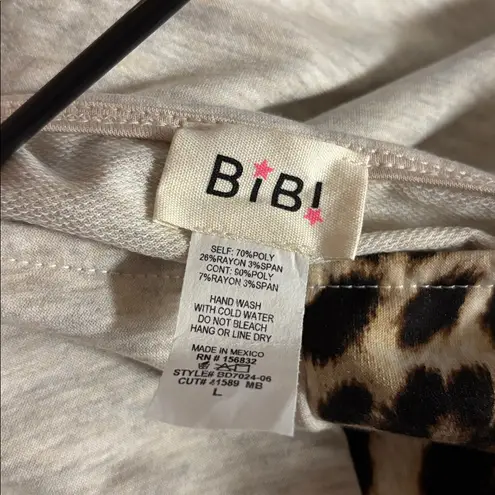 BiBi
SELF: 70%POLY
26%RAYON 3%SPAN
CONT: 90%POLY
7%RAYON 3%SPAN
HAND WASH
WITH COLD WATER
DO NOT BLEACH
HANG OR LINE DRY
MADE IN MEXICO
RN # 156832
STYLE# BD7024-06
CUT# 41589 MB
L